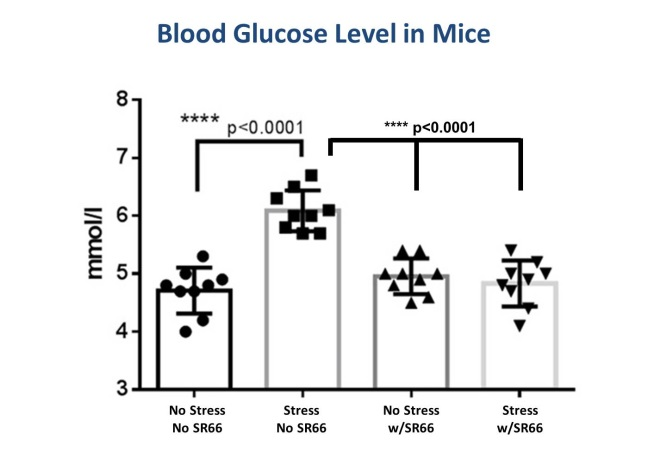 Blood Glucose Level in Mice
8
**** p<0.0001
**** p<0.0001
7
6
mmol/l
5
4
3
No Stress
No SR66
Stress
No SR66
No Stress
w/SR66
Stress
w/SR66